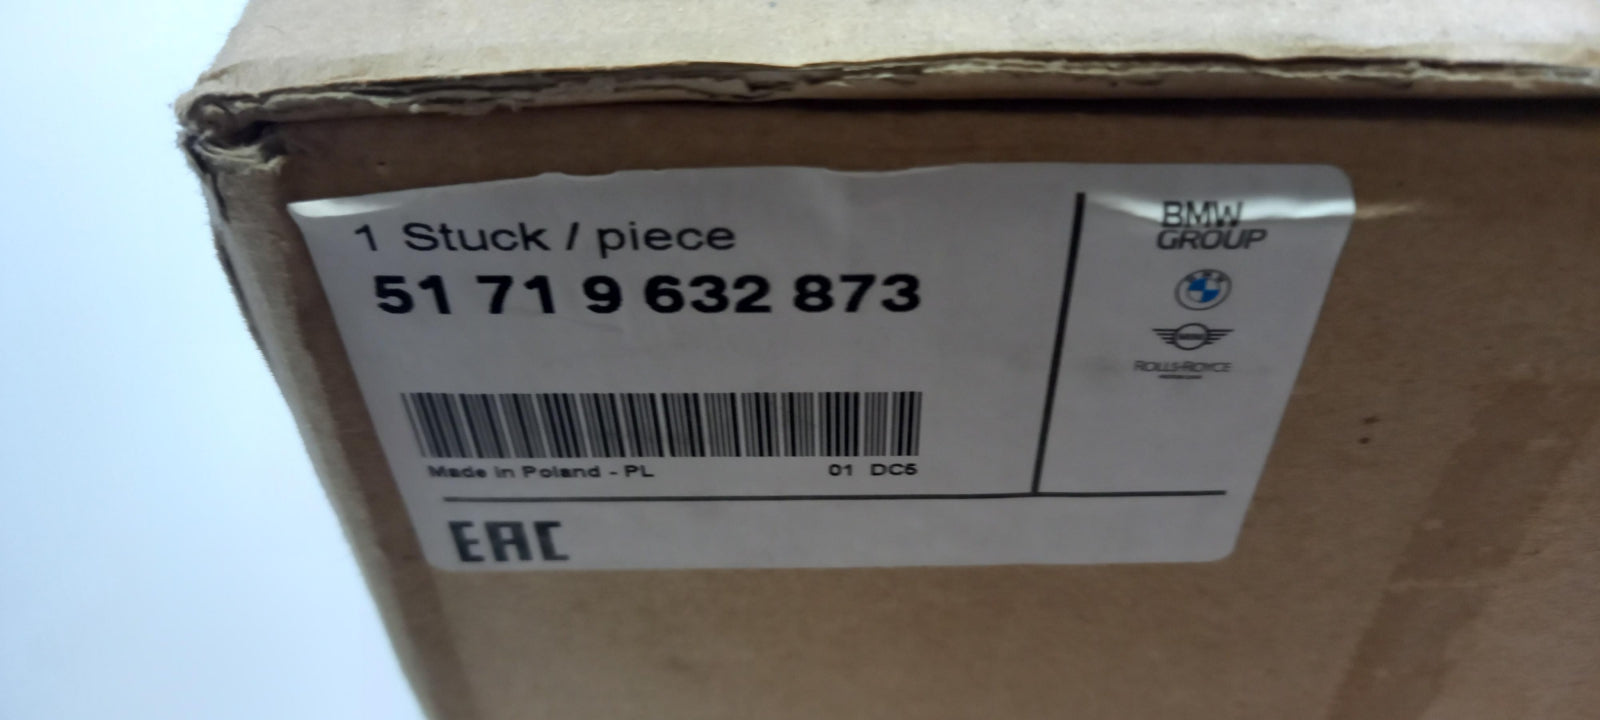 1 Stuck / piece
51 71 9 632 873
Made in Poland - PL
01 DC5
EAC
BMW
GROUP
ROLLS-ROYCE